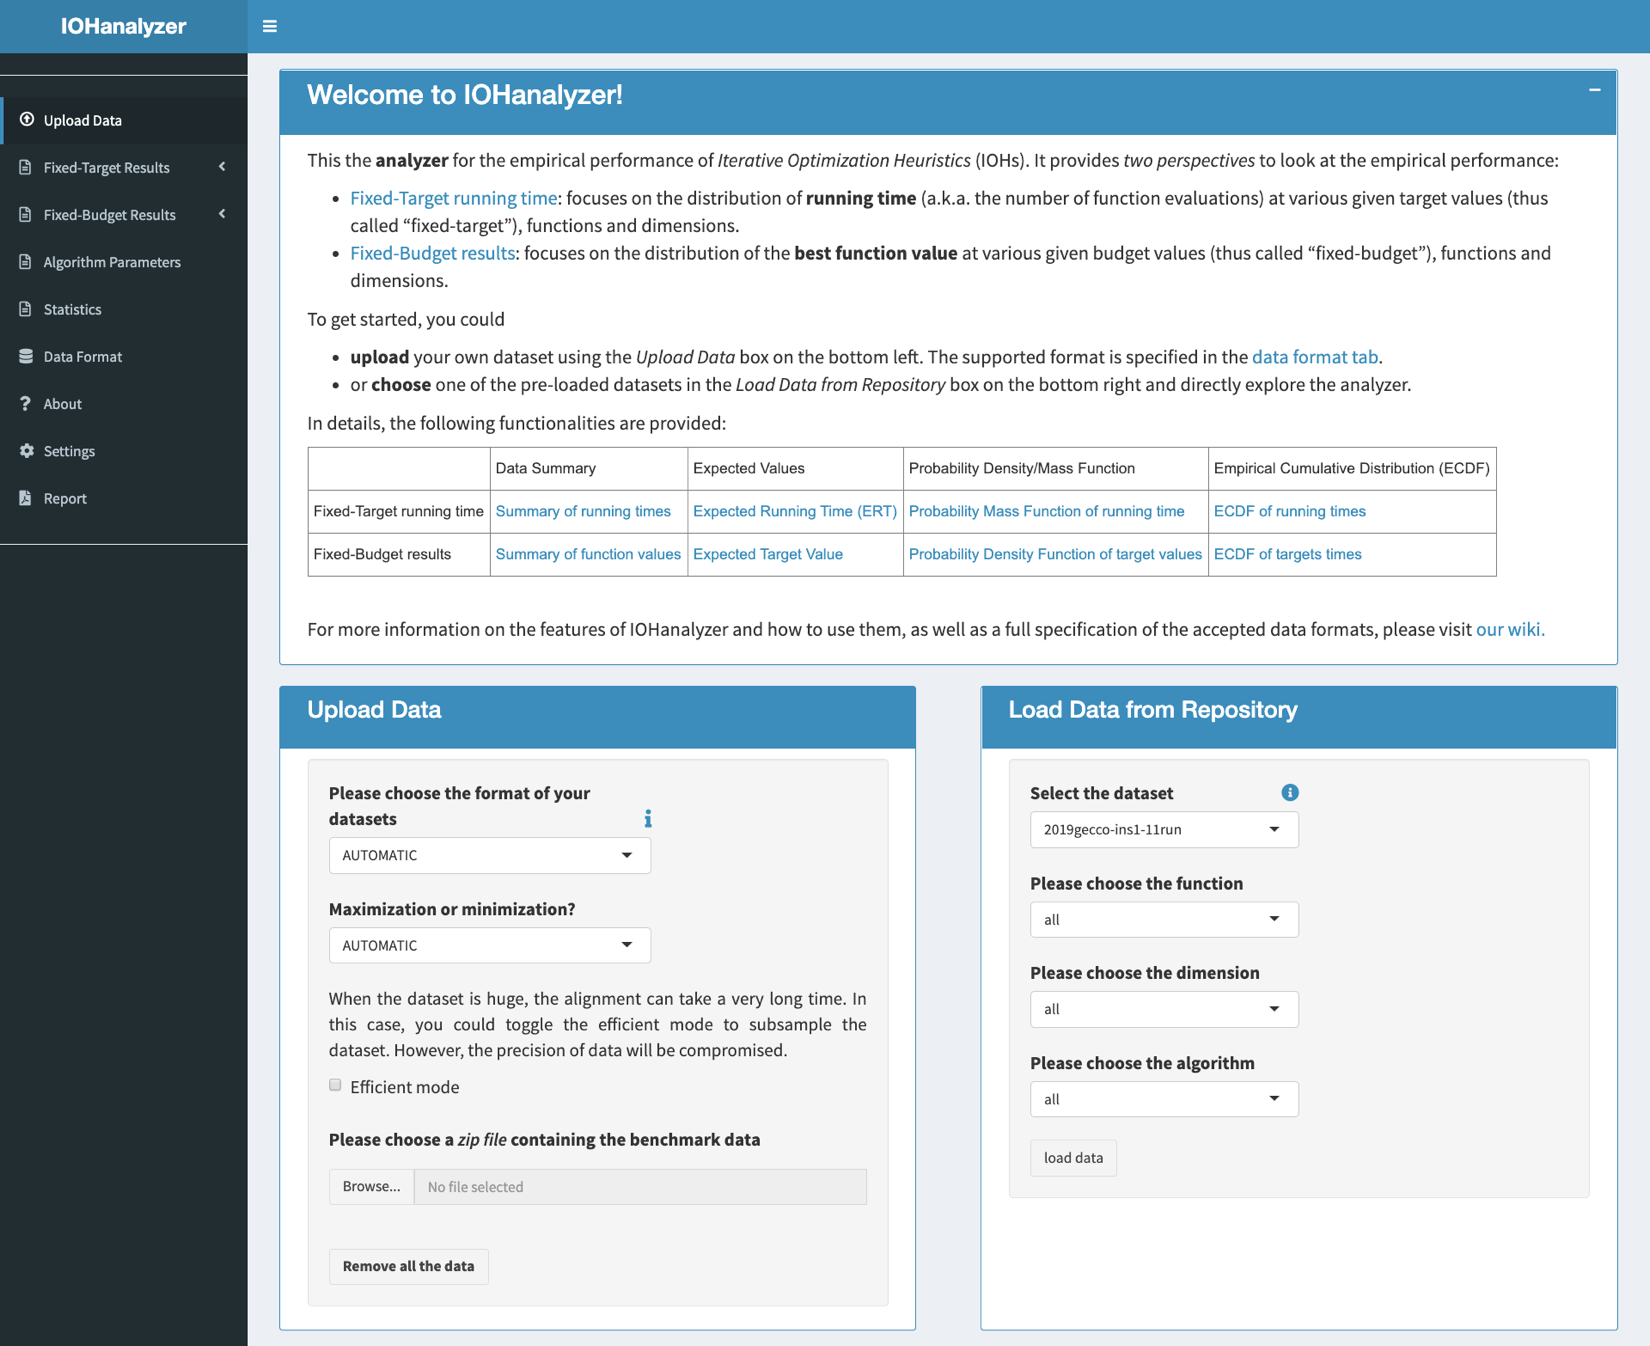 IOHanalyzer
Upload Data
Fixed-Target Results
Fixed-Budget Results
Algorithm Parameters
Statistics
Data Format
About
Settings
Report
Welcome to IOHanalyzer!
This the analyzer for the empirical performance of Iterative Optimization Heuristics (IOHs). It provides two perspectives to look at the empirical performance:
• Fixed-Target running time: focuses on the distribution of running time (a.k.a. the number of function evaluations) at various given target values (thus
called “fixed-target”), functions and dimensions.
• Fixed-Budget results: focuses on the distribution of the best function value at various given budget values (thus called “fixed-budget”), functions and
dimensions.
To get started, you could
• upload your own dataset using the Upload Data box on the bottom left. The supported format is specified in the data format tab.
• or choose one of the pre-loaded datasets in the Load Data from Repository box on the bottom right and directly explore the analyzer.
In details, the following functionalities are provided:
Data Summary Expected Values Probability Density/Mass Function Empirical Cumulative Distribution (ECDF)
Fixed-Target running time Summary of running times Expected Running Time (ERT) Probability Mass Function of running time ECDF of running times
Fixed-Budget results Summary of function values Expected Target Value Probability Density Function of target values ECDF of targets times
For more information on the features of IOHanalyzer and how to use them, as well as a full specification of the accepted data formats, please visit our wiki.
Upload Data
Please choose the format of your
datasets
AUTOMATIC
Maximization or minimization?
AUTOMATIC
When the dataset is huge, the alignment can take a very long time. In
this case, you could toggle the efficient mode to subsample the
dataset. However, the precision of data will be compromised.
Efficient mode
Please choose a zip file containing the benchmark data
Browse... No file selected
Remove all the data
Load Data from Repository
Select the dataset
2019gecco-ins1-11run
Please choose the function
all
Please choose the dimension
all
Please choose the algorithm
all
load data